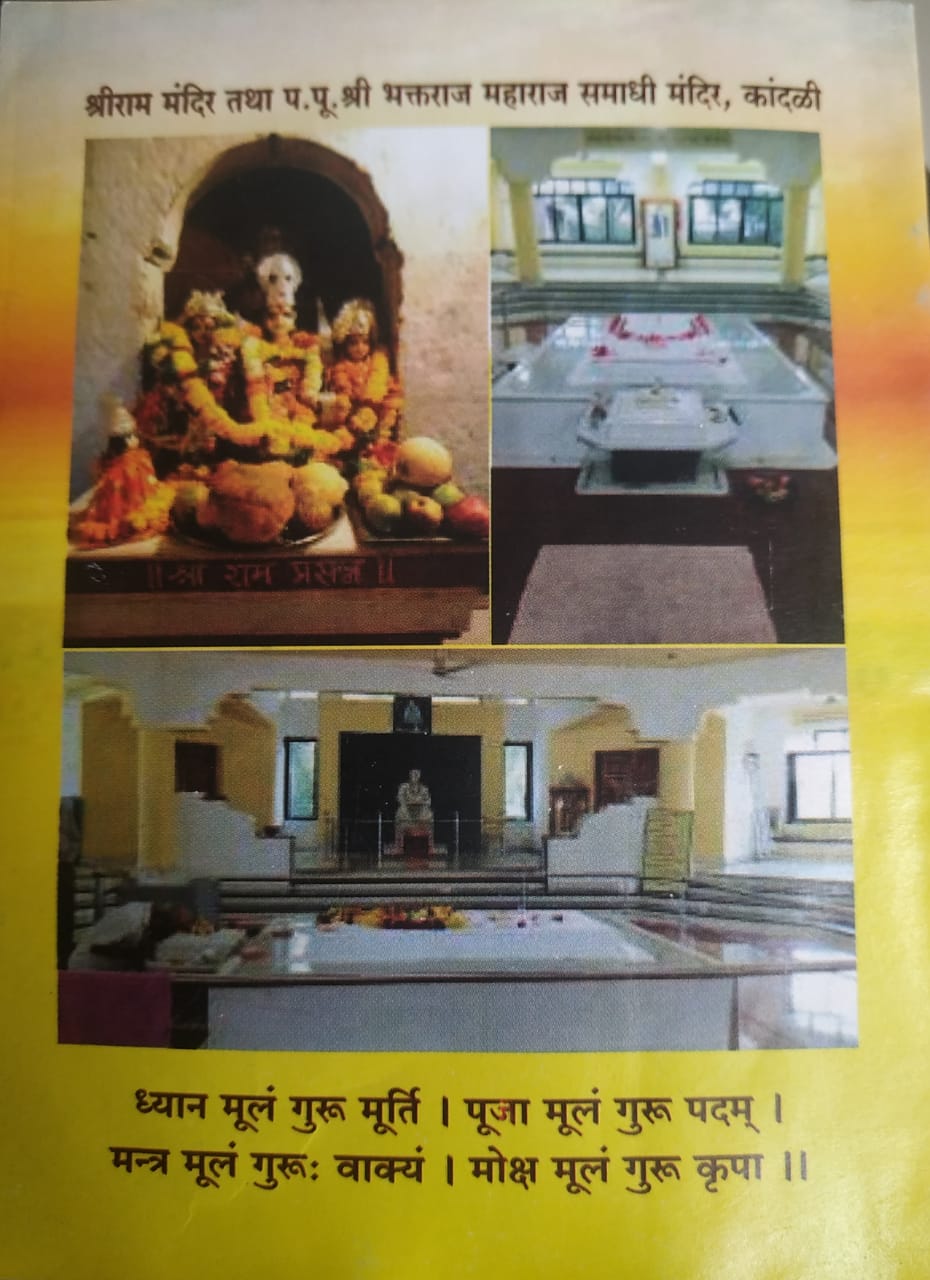 श्रीराम मंदिर तथा प.पू.श्री भक्तराज महाराज समाधी मंदिर, कांदळी
॥ श्री राम प्रसन्न ॥
ध्यान मूलं गुरू मूर्ति । पूजा मूलं गुरू पदम् ।
मन्त्र मूलं गुरूः वाक्यं । मोक्ष मूलं गुरू कृपा ।।